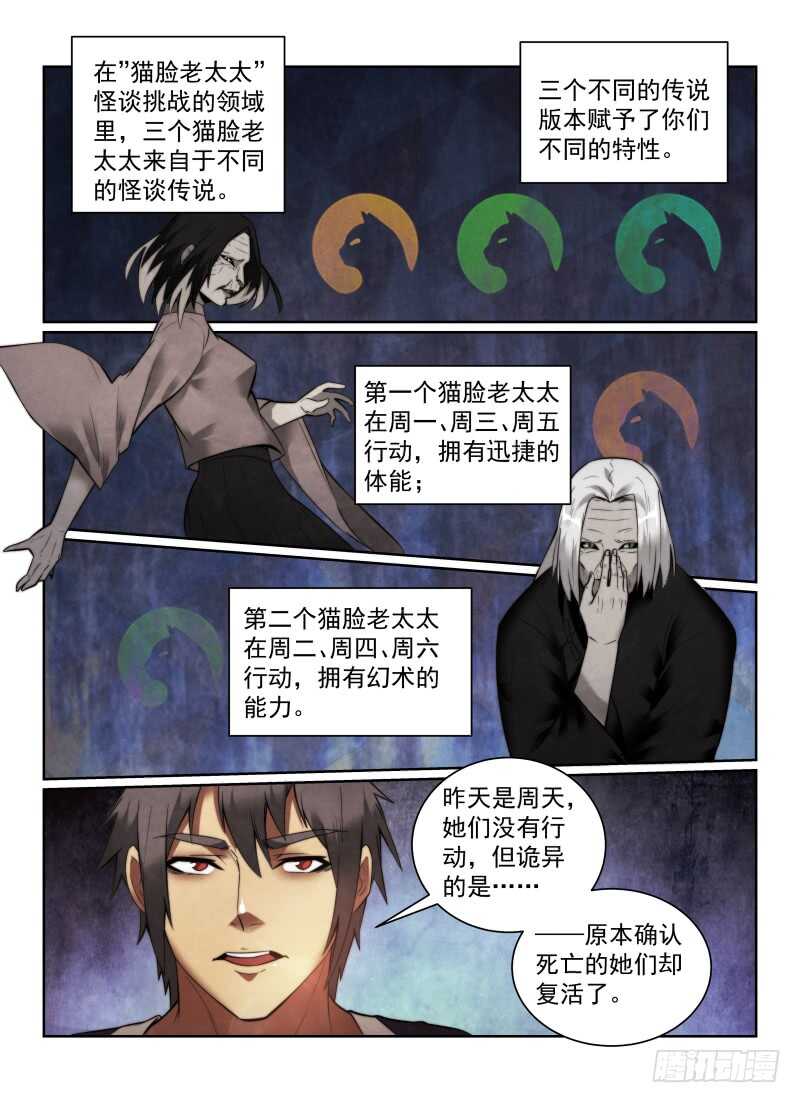 在”猫脸老太太”
怪谈挑战的领域
里，三个猫脸老
太太来自于不同
的怪谈传说。
三个不同的传说
版本赋予了你们
不同的特性。
第一个猫脸老太太
在周一、周三、周五
行动，拥有迅捷的
体能；
第二个猫脸老太太
在周二、周四、周六
行动，拥有幻术的
能力。
昨天是周天，
她们没有行
动，但诡异
的是……
——原本确认
死亡的她们却
复活了。
腾讯动漫